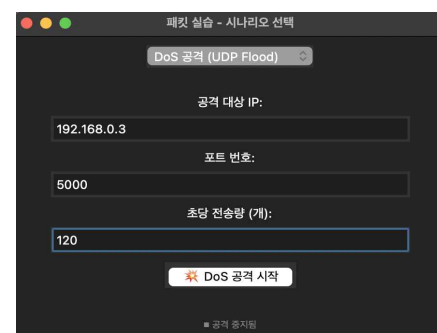 패킷 실습 - 시나리오 선택
DoS 공격 (UDP Flood)
공격 대상 IP:
192.168.0.3
포트 번호:
5000
초당 전송량 (개):
120
💥 DoS 공격 시작
■ 공격 중지됨